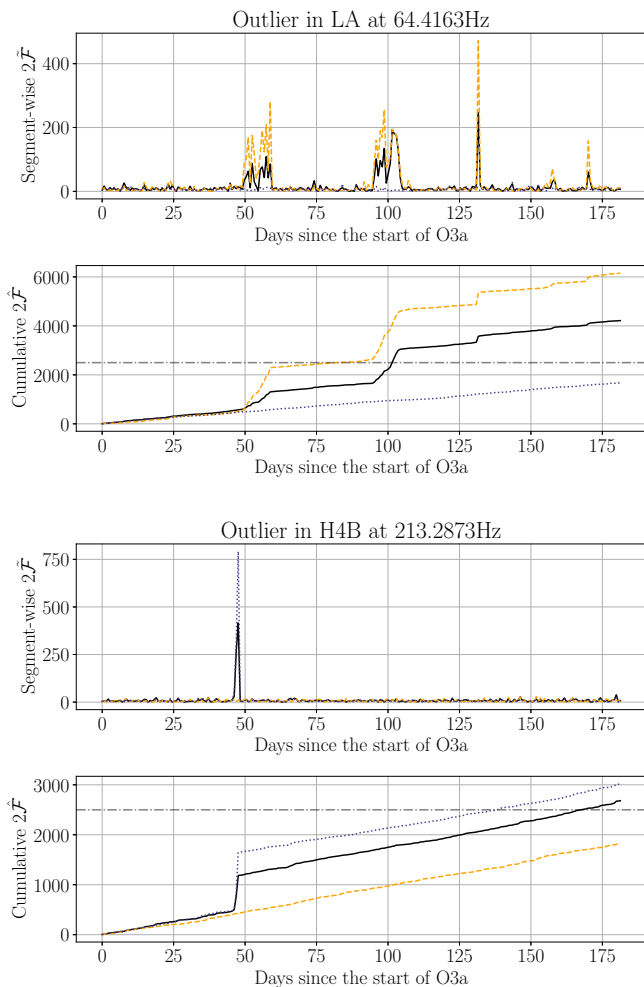 Outlier in LA at 64.4163Hz
Segment-wise 2F̃
400
200
0
0 25 50 75 100 125 150 175
Days since the start of O3a
Cumulative 2F̂
6000
4000
2000
0
0 25 50 75 100 125 150 175
Days since the start of O3a
Outlier in H4B at 213.2873Hz
Segment-wise 2F̃
750
500
250
0
0 25 50 75 100 125 150 175
Days since the start of O3a
Cumulative 2F̂
3000
2000
1000
0
0 25 50 75 100 125 150 175
Days since the start of O3a